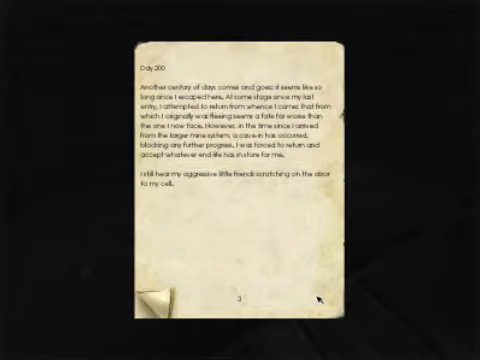 Day 200
Another century of days comes and goes: it seems like so
long since I escaped here. At some stage since my last
entry, I attempted to return from whence I came: that from
which I originally was fleeing seems a fate far worse than
the one I now face. However, in the time since I arrived
from the larger mine system, a cave-in has occurred,
blocking any further progress. I was forced to return and
accept whatever end life has in store for me.
I still hear my aggressive little friends scratching on the door
to my cell.
3